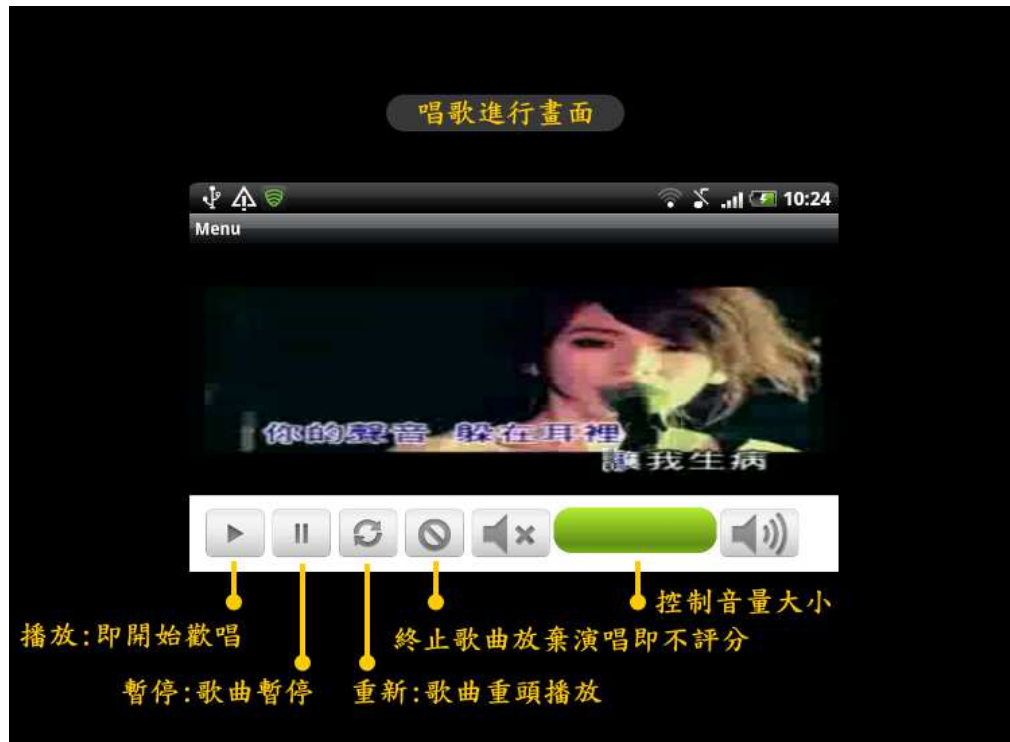 唱歌進行畫面
10:24
Menu
你的聲音 躲在耳裡
讓我生病
控制音量大小
播放:即開始歡唱
終止歌曲放棄演唱即不評分
暫停:歌曲暫停
重新:歌曲重頭播放